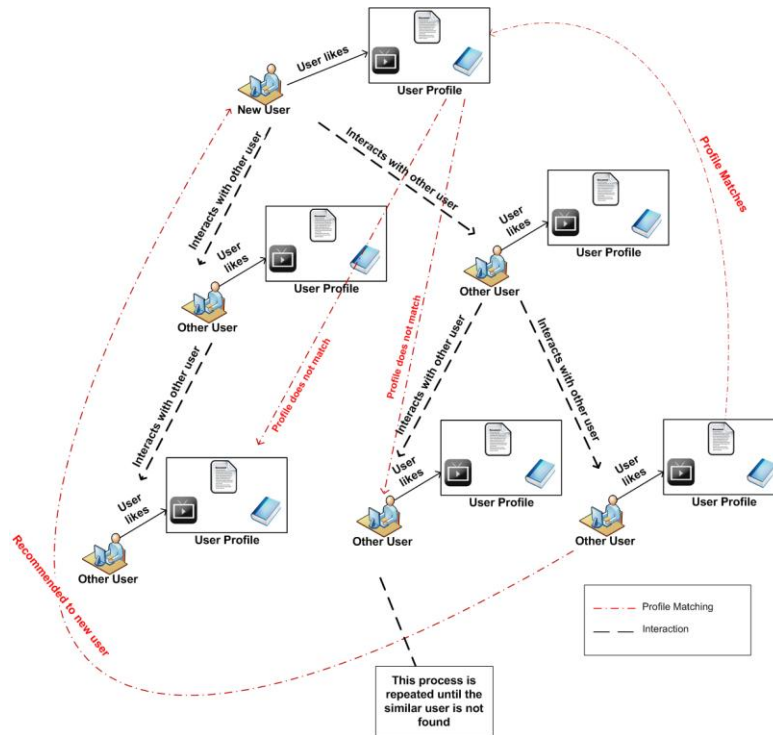 User likes
User Profile
New User
Interacts with other user
Interacts with other user
Profile Matches
User
likes
User Profile
Other User
User
likes
User Profile
Other User
Profile does not match
Profile does not match
Interacts with other user
Interacts with other user
Interacts with other user
User
likes
User Profile
Other User
User
likes
User Profile
Other User
User
likes
User Profile
Other User
Recommended to new user
Profile Matching
Interaction
This process is
repeated until the
similar user is not
found